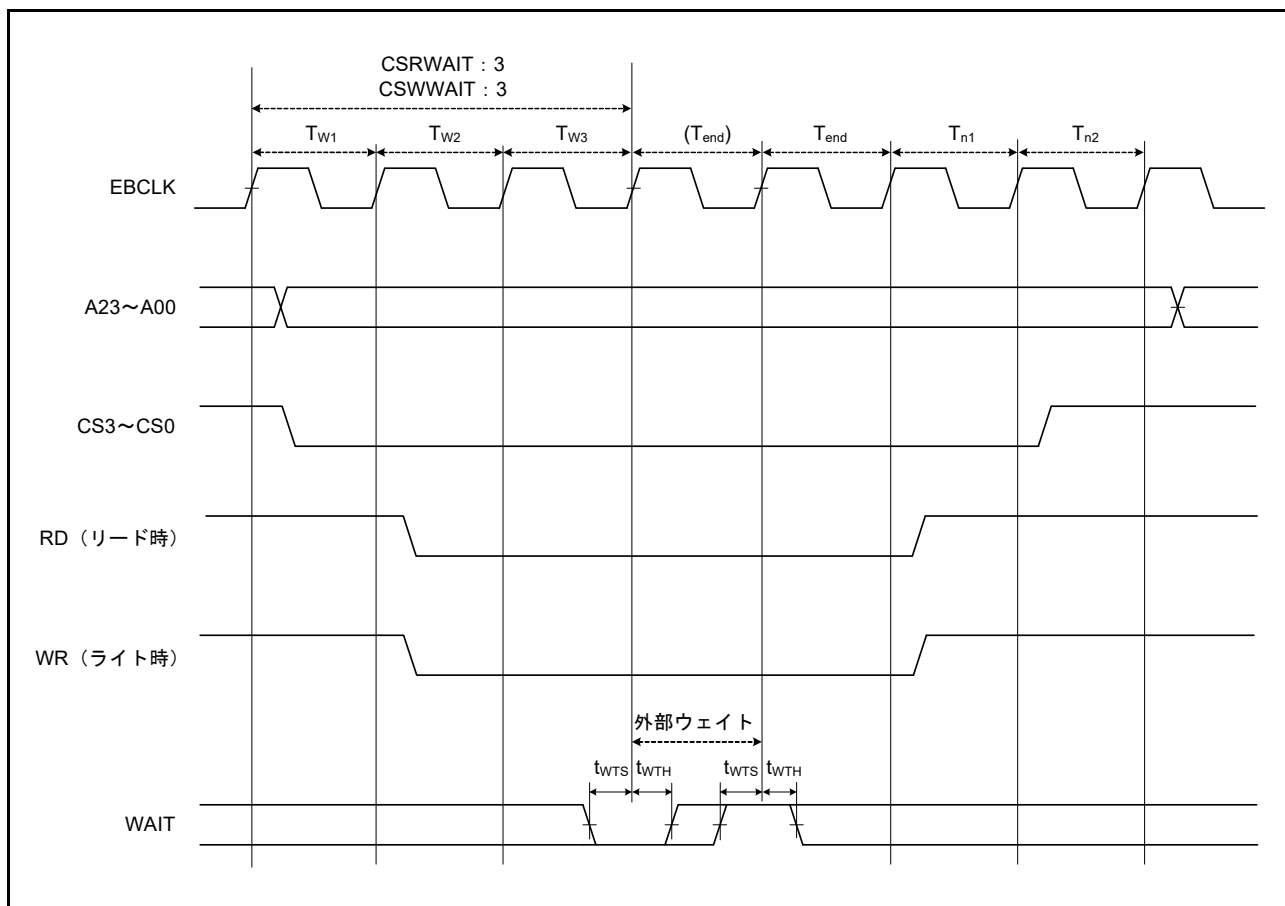 CSRWAIT：3
CSWWAIT：3
TW1 TW2 TW3 (Tend) Tend Tn1 Tn2
EBCLK
A23～A00
CS3～CS0
RD（リード時）
WR（ライト時）
外部ウェイト
tWTS tWTH tWTS tWTH
WAIT